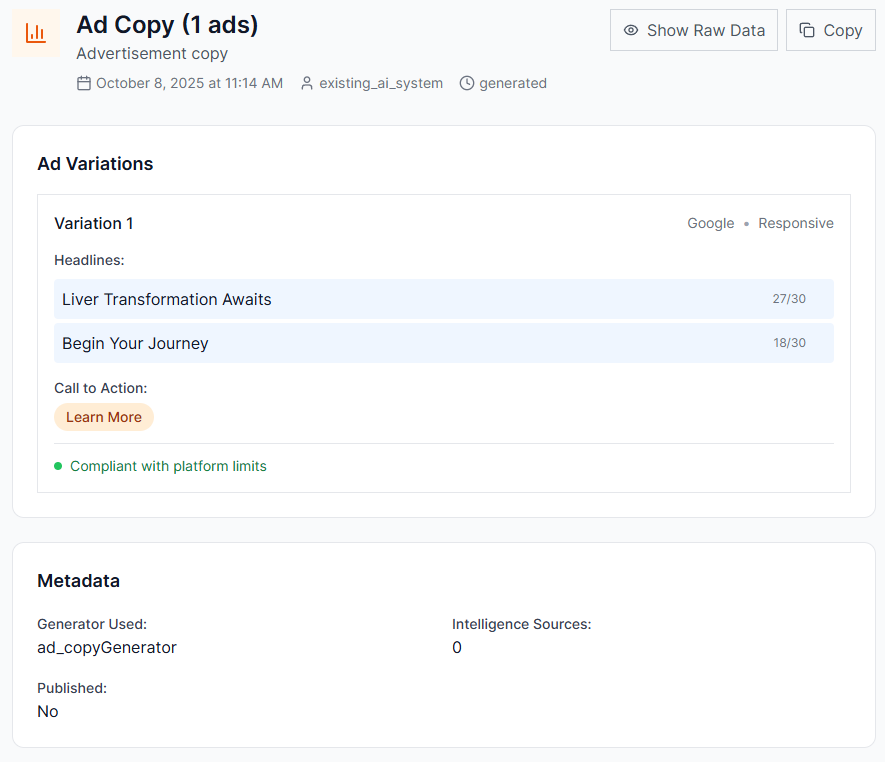 Ad Copy (1 ads)
Show Raw Data
Copy
Advertisement copy
October 8, 2025 at 11:14 AM existing_ai_system generated
Ad Variations
Variation 1
Google • Responsive
Headlines:
Liver Transformation Awaits 27/30
Begin Your Journey 18/30
Call to Action:
Learn More
Compliant with platform limits
Metadata
Generator Used:
ad_copyGenerator
Intelligence Sources:
0
Published:
No